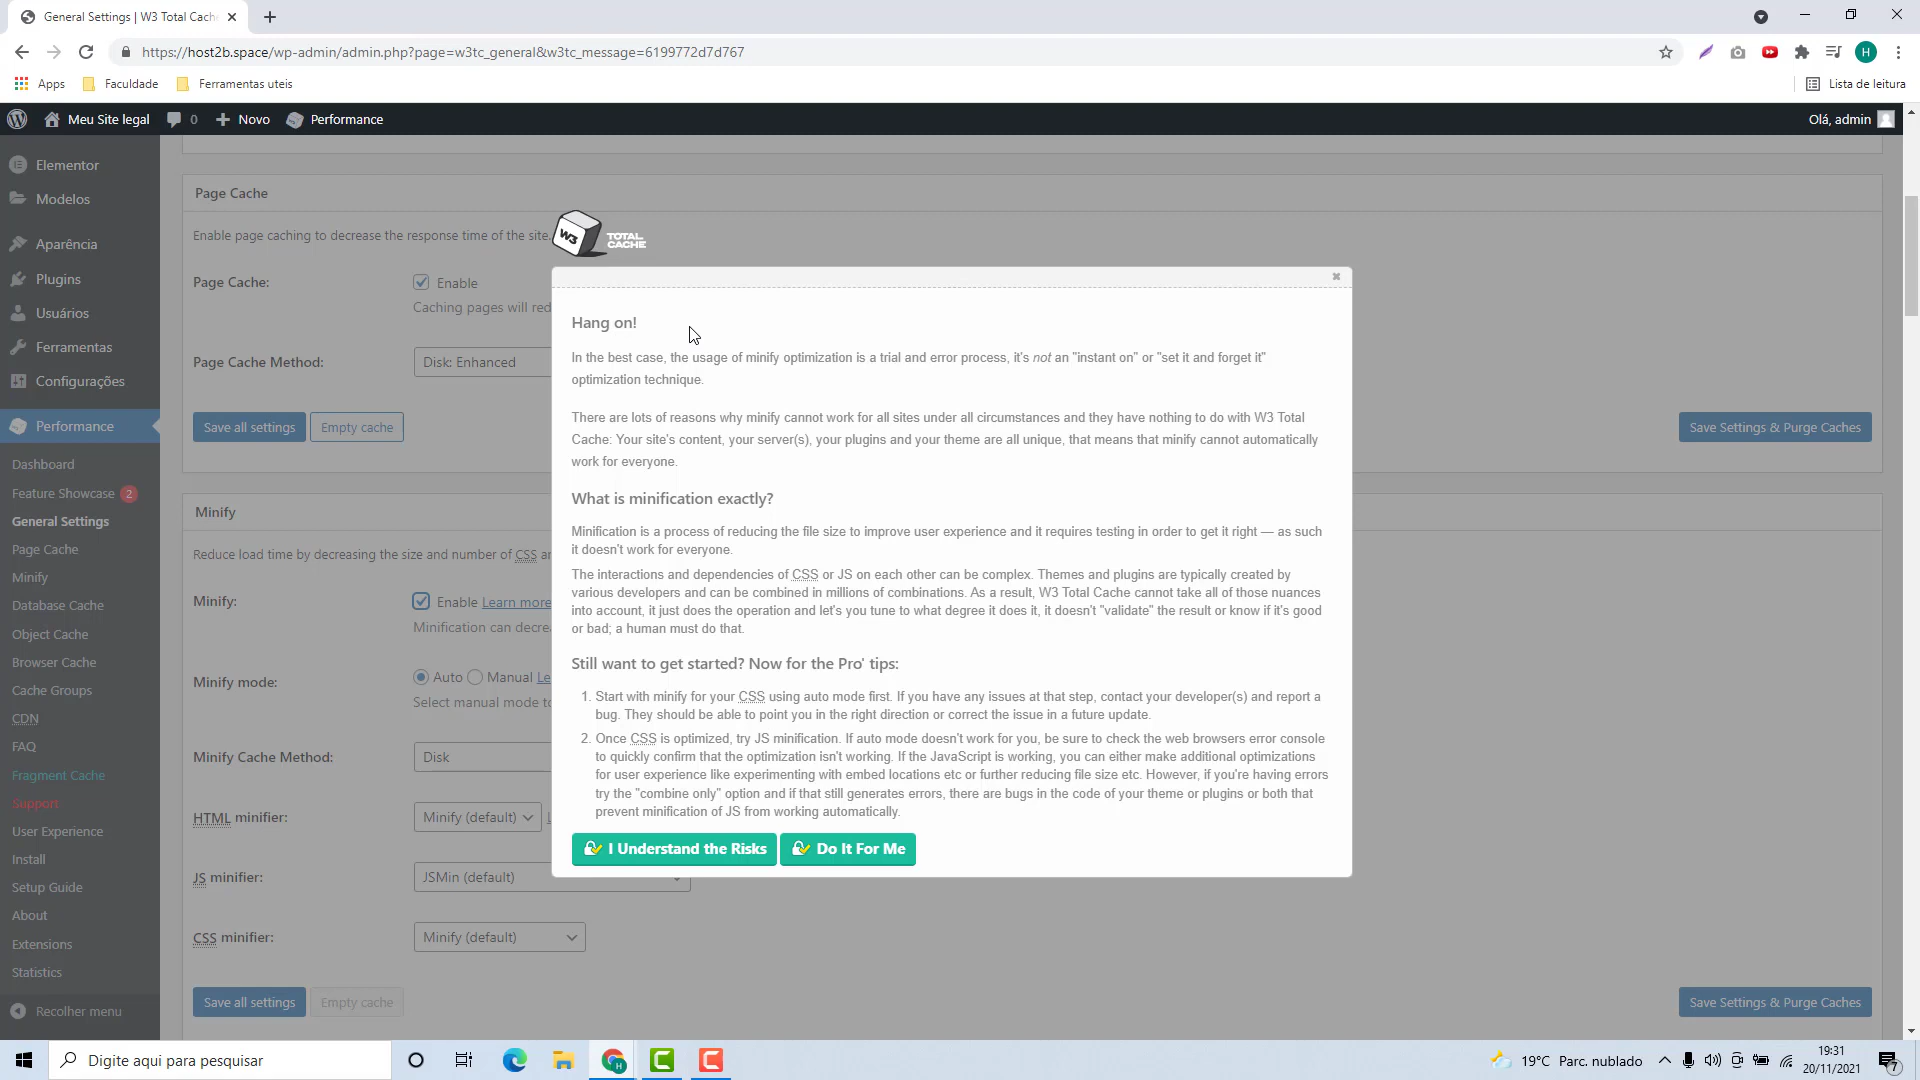 General Settings | W3 Total Cach
https://host2b.space/wp-admin/admin.php?page=w3tc_general&w3tc_message=6199772d7d767
H
Apps
Faculdade
Ferramentas uteis
Lista de leitura
Meu Site legal
0
Novo
Performance
Olá, admin
Elementor
Modelos
Aparência
Plugins
Usuários
Ferramentas
Configurações
Performance
Dashboard
Feature Showcase 2
General Settings
Page Cache
Minify
Database Cache
Object Cache
Browser Cache
Cache Groups
CDN
FAQ
Fragment Cache
Support
User Experience
Install
Setup Guide
About
Extensions
Statistics
Recolher menu
Page Cache
Enable page caching to decrease the response time of the site.
Page Cache:
Enable
Caching pages will red
Page Cache Method:
Disk: Enhanced
Save all settings
Empty cache
Save Settings & Purge Caches
Minify
Reduce load time by decreasing the size and number of CSS an
Minify:
Enable Learn more
Minification can decre
Minify mode:
Auto
Manual Le
Select manual mode to
Minify Cache Method:
Disk
HTML minifier:
Minify (default)
JS minifier:
JSMin (default)
CSS minifier:
Minify (default)
Save all settings
Empty cache
Save Settings & Purge Caches
W3
TOTAL
CACHE
Hang on!
In the best case, the usage of minify optimization is a trial and error process, it's not an "instant on" or "set it and forget it"
optimization technique.
There are lots of reasons why minify cannot work for all sites under all circumstances and they have nothing to do with W3 Total
Cache: Your site's content, your server(s), your plugins and your theme are all unique, that means that minify cannot automatically
work for everyone.
What is minification exactly?
Minification is a process of reducing the file size to improve user experience and it requires testing in order to get it right — as such
it doesn't work for everyone.
The interactions and dependencies of CSS or JS on each other can be complex. Themes and plugins are typically created by
various developers and can be combined in millions of combinations. As a result, W3 Total Cache cannot take all of those nuances
into account, it just does the operation and let's you tune to what degree it does it, it doesn't "validate" the result or know if it's good
or bad; a human must do that.
Still want to get started? Now for the Pro' tips:
1. Start with minify for your CSS using auto mode first. If you have any issues at that step, contact your developer(s) and report a
bug. They should be able to point you in the right direction or correct the issue in a future update.
2. Once CSS is optimized, try JS minification. If auto mode doesn't work for you, be sure to check the web browsers error console
to quickly confirm that the optimization isn't working. If the JavaScript is working, you can either make additional optimizations
for user experience like experimenting with embed locations etc or further reducing file size etc. However, if you're having errors
try the "combine only" option and if that still generates errors, there are bugs in the code of your theme or plugins or both that
prevent minification of JS from working automatically.
I Understand the Risks
Do It For Me
Digite aqui para pesquisar
19°C Parc. nublado
19:31
20/11/2021
7